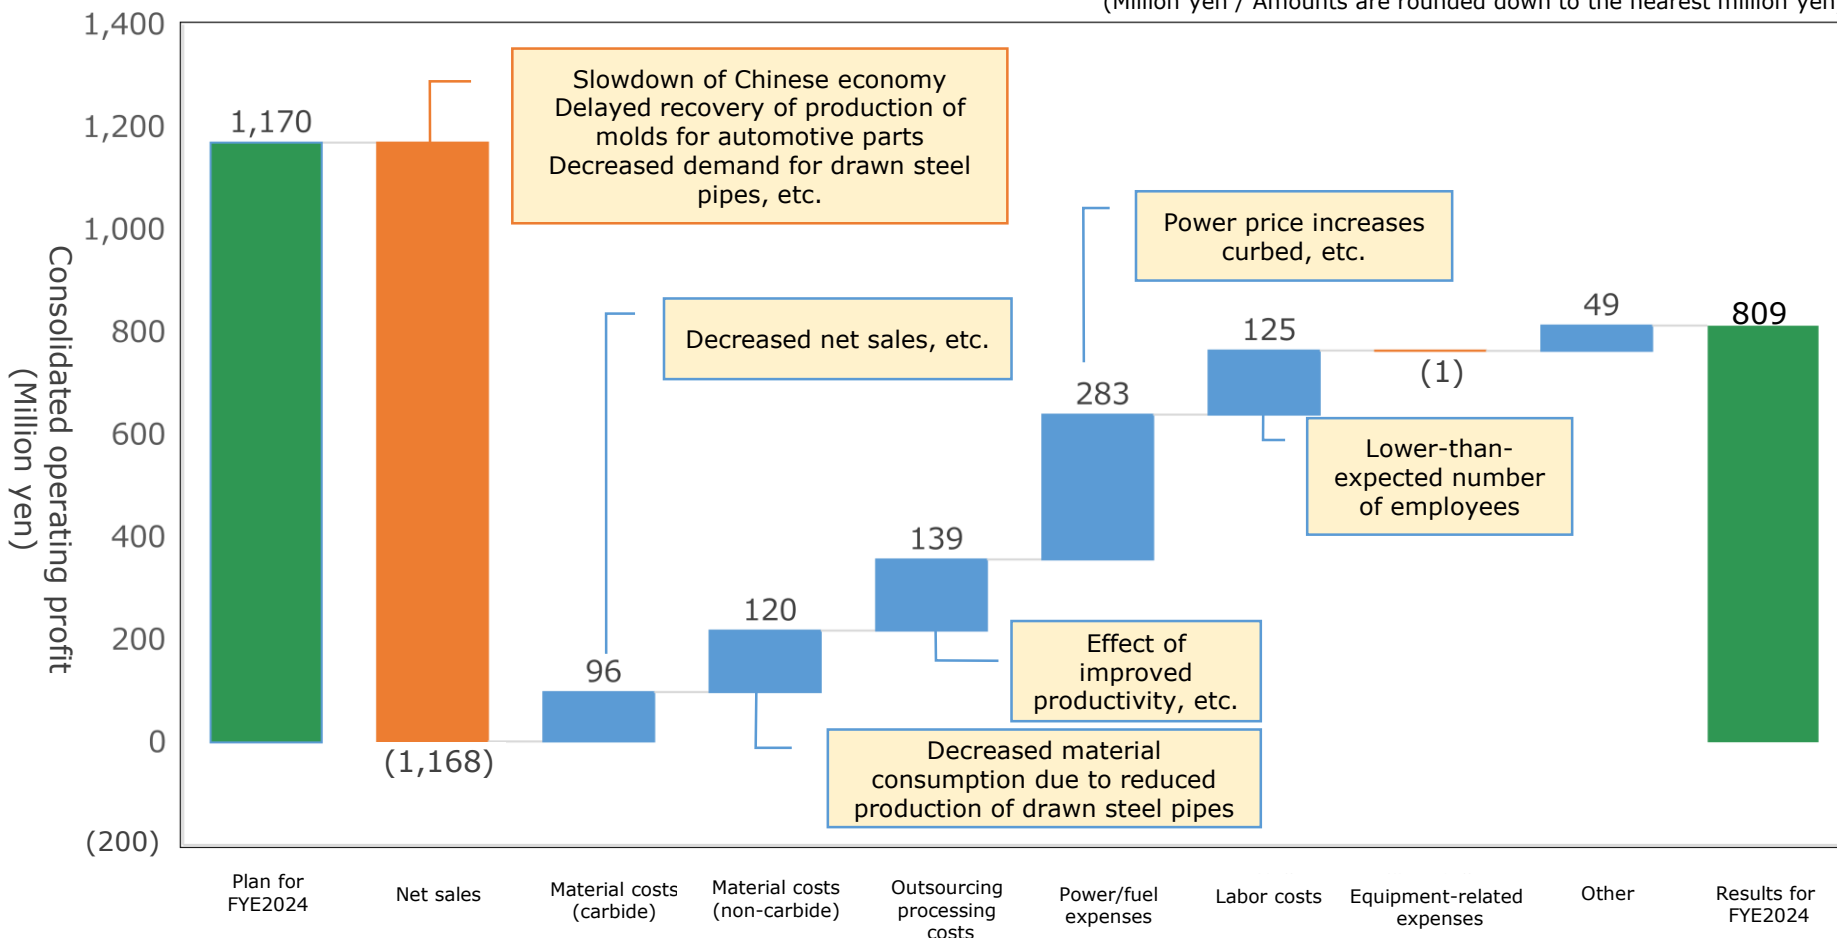 (Million yen / Amounts are rounded down to the nearest million yen
1,400
1,200
1,000
800
600
400
200
0
(200)
Consolidated operating profit
(Million yen)
1,170
(1,168)
96
120
139
283
125
(1)
49
809
Slowdown of Chinese economy
Delayed recovery of production of
molds for automotive parts
Decreased demand for drawn steel
pipes, etc.
Decreased net sales, etc.
Power price increases
curbed, etc.
Lower-than-
expected number
of employees
Effect of
improved
productivity, etc.
Decreased material
consumption due to reduced
production of drawn steel pipes
Plan for
FYE2024
Net sales
Material costs
(carbide)
Material costs
(non-carbide)
Outsourcing
processing
costs
Power/fuel
expenses
Labor costs
Equipment-related
expenses
Other
Results for
FYE2024